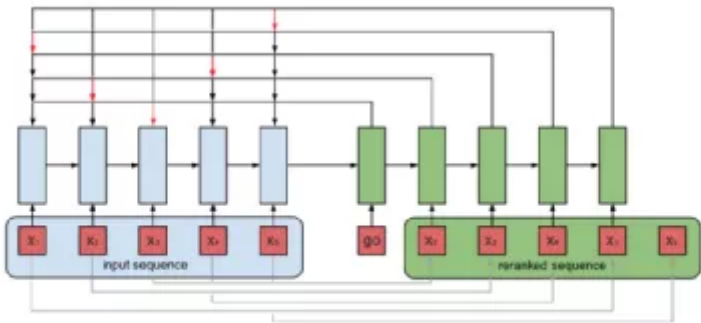 x₁ x₂ x₃ x₄ x₅ go x₃ x₂ x₄ x₁ x₅
input sequence reranked sequence